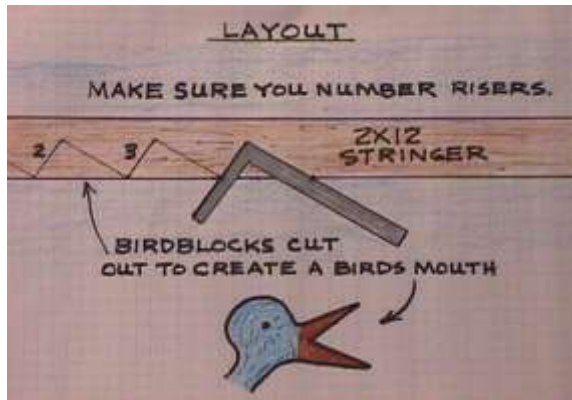 LAYOUT
MAKE SURE YOU NUMBER RISERS.
2 3
2X12
STRINGER
BIRDBLOCKS CUT
OUT TO CREATE A BIRDS MOUTH